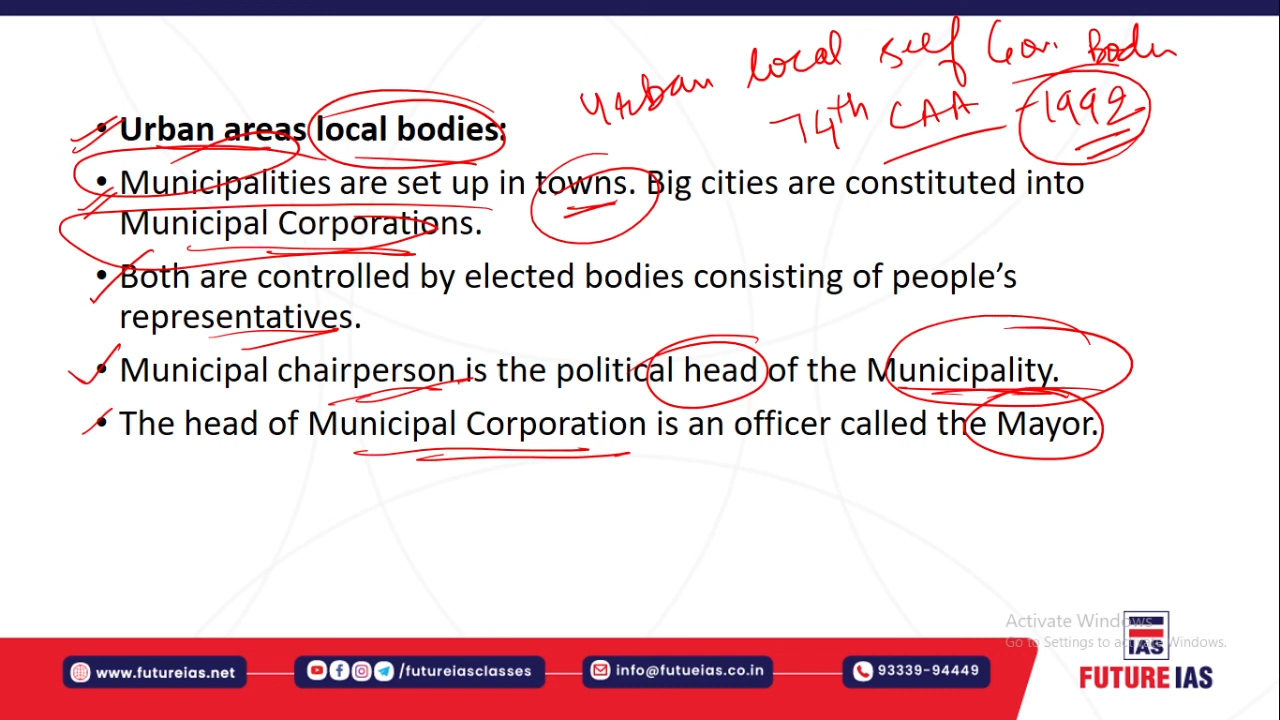 Urban local self Gov. Bodies
74th CAA - 1992
• Urban areas local bodies:
• Municipalities are set up in towns. Big cities are constituted into
Municipal Corporations.
• Both are controlled by elected bodies consisting of people’s
representatives.
• Municipal chairperson is the political head of the Municipality.
• The head of Municipal Corporation is an officer called the Mayor.
Activate Windows
Go to Settings to activate Windows.
IAS
www.futureias.net
/futureiasclasses
info@futueias.co.in
93339-94449
FUTURE IAS